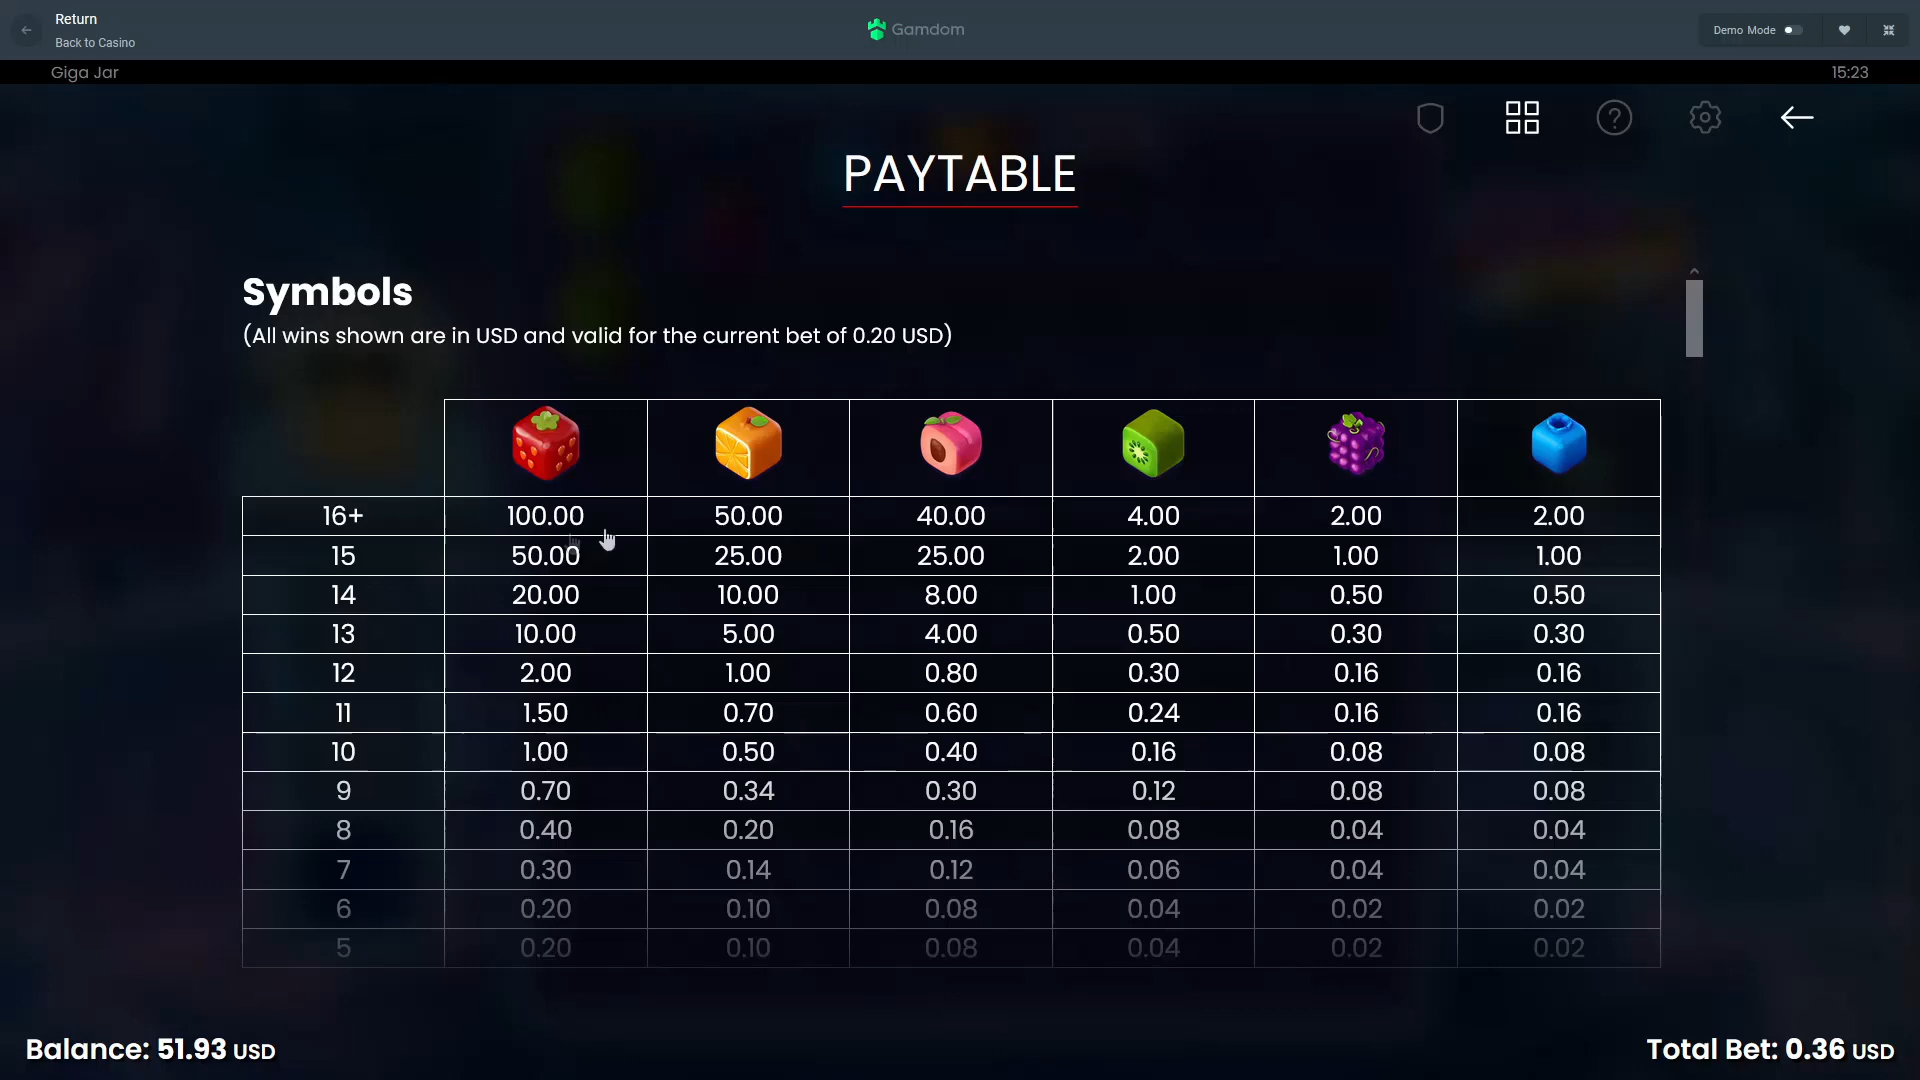 Return
Back to Casino
Gamdom
Demo Mode
Giga Jar
15:23
?
PAYTABLE
Symbols
(All wins shown are in USD and valid for the current bet of 0.20 USD)
16+ 100.00 50.00 40.00 4.00 2.00 2.00
15 50.00 25.00 25.00 2.00 1.00 1.00
14 20.00 10.00 8.00 1.00 0.50 0.50
13 10.00 5.00 4.00 0.50 0.30 0.30
12 2.00 1.00 0.80 0.30 0.16 0.16
11 1.50 0.70 0.60 0.24 0.16 0.16
10 1.00 0.50 0.40 0.16 0.08 0.08
9 0.70 0.34 0.30 0.12 0.08 0.08
8 0.40 0.20 0.16 0.08 0.04 0.04
7 0.30 0.14 0.12 0.06 0.04 0.04
6 0.20 0.10 0.08 0.04 0.02 0.02
5 0.20 0.10 0.08 0.04 0.02 0.02
Balance: 51.93 USD
Total Bet: 0.36 USD